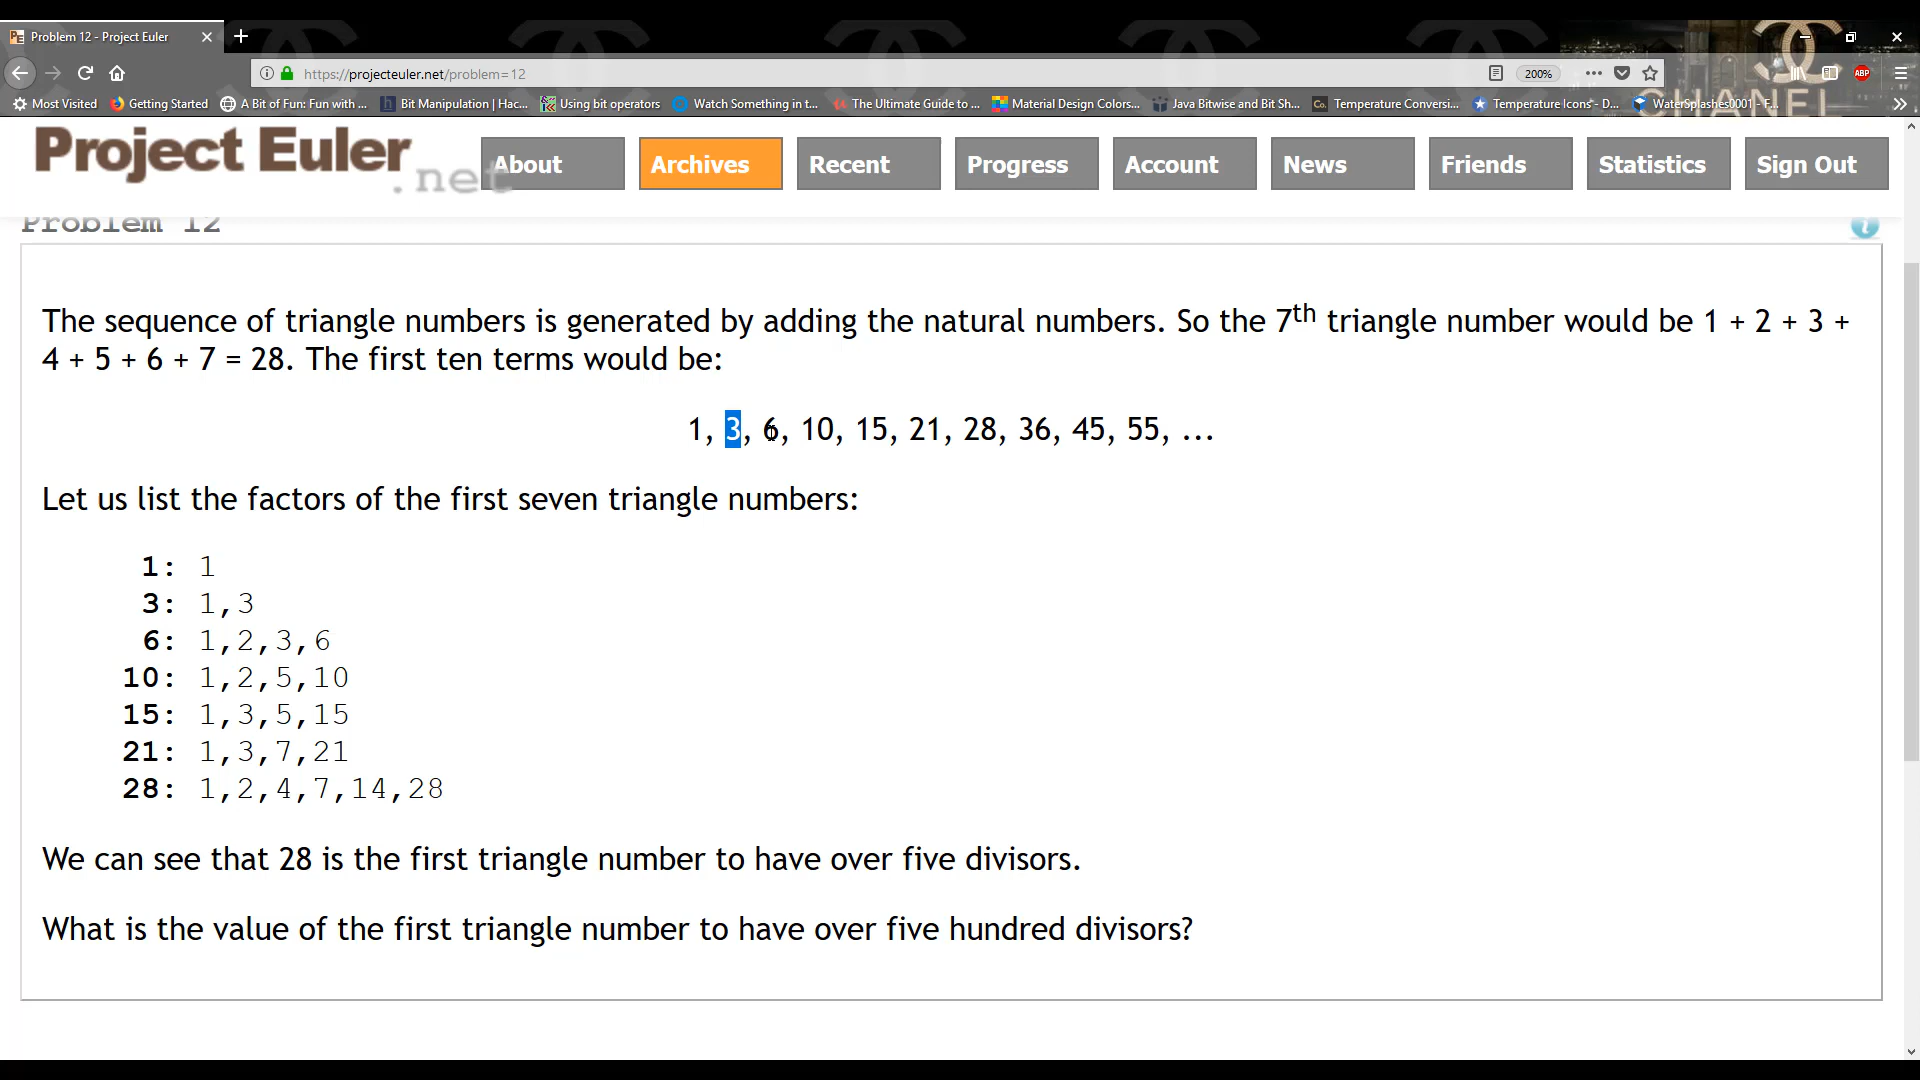 Problem 12 - Project Euler
https://projecteuler.net/problem=12
200%
ABP
Most Visited
Getting Started
A Bit of Fun: Fun with ...
Bit Manipulation | Hac...
Using bit operators
Watch Something in t...
The Ultimate Guide to ...
Material Design Colors...
Java Bitwise and Bit Sh...
Temperature Conversi...
Temperature Icons - D...
WaterSplashes0001 - F...
CHANEL
Project Euler
.net
About
Archives
Recent
Progress
Account
News
Friends
Statistics
Sign Out
Problem 12
The sequence of triangle numbers is generated by adding the natural numbers. So the 7th triangle number would be 1 + 2 + 3 +
4 + 5 + 6 + 7 = 28. The first ten terms would be:
1, 3, 6, 10, 15, 21, 28, 36, 45, 55, ...
Let us list the factors of the first seven triangle numbers:
1: 1
3: 1,3
6: 1,2,3,6
10: 1,2,5,10
15: 1,3,5,15
21: 1,3,7,21
28: 1,2,4,7,14,28
We can see that 28 is the first triangle number to have over five divisors.
What is the value of the first triangle number to have over five hundred divisors?